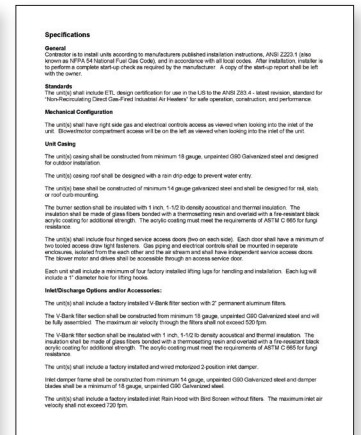 Specifications
General
Contractor is to install units according to manufacturers published installation instructions, ANSI Z223.1 (also
known as NFPA 54 National Fuel Gas Code), and in accordance with all local codes. After installation, installer is
to perform a complete start-up check as required by the manufacturer. A copy of the start-up report shall be left
with the owner.
Standards
The unit(s) shall include ETL design certification for use in the US to the ANSI Z83.4 - latest revision, standard for
"Non-Recirculating Direct Gas-Fired Industrial Air Heaters" for safe operation, construction, and performance.
Mechanical Configuration
The unit(s) shall have right side gas and electrical controls access as viewed when looking into the inlet of the
unit. Blower/motor compartment access will be on the left as viewed when looking into the inlet of the unit.
Unit Casing
The unit(s) casing shall be constructed from minimum 18 gauge, unpainted G90 Galvanized steel and designed
for outdoor installation.
The unit(s) casing roof shall be designed with a rain drip edge to prevent water entry.
The unit(s) base shall be constructed of minimum 14 gauge galvanized steel and shall be designed for rail, slab,
or roof curb mounting.
The burner section shall be insulated with 1 inch, 1-1/2 lb density acoustical and thermal insulation. The
insulation shall be made of glass fibers bonded with a thermosetting resin and overlaid with a fire-resistant black
acrylic coating for additional strength. The acrylic coating must meet the requirements of ASTM C 665 for fungi
resistance.
The unit(s) shall include four hinged service access doors (two on each side). Each door shall have a minimum of
two tooled access draw tight fasteners. Gas piping and electrical controls shall be mounted in separate
enclosures, isolated from the each other and the air stream and shall have independent service access doors.
The blower motor and drives shall be accessible through an access service door.
Each unit shall include a minimum of four factory installed lifting lugs for handling and installation. Each lug will
include a 1" diameter hole for lifting hooks.
Inlet/Discharge Options and/or Accessories:
The unit(s) shall include a factory installed V-Bank filter section with 2" permanent aluminum filters.
The V-Bank filter section shall be constructed from minimum 18 gauge, unpainted G90 Galvanized steel and will
be fully assembled. The maximum air velocity through the filters shall not exceed 520 fpm.
The V-Bank filter section shall be insulated with 1 inch, 1-1/2 lb density acoustical and thermal insulation. The
insulation shall be made of glass fibers bonded with a thermosetting resin and overlaid with a fire-resistant black
acrylic coating for additional strength. The acrylic coating must meet the requirements of ASTM C 665 for fungi
resistance.
The unit(s) shall include a factory installed and wired motorized 2-position inlet damper.
Inlet damper frame shall be constructed from minimum 14 gauge, unpainted G90 Galvanized steel and damper
blades shall be a minimum of 18 gauge, unpainted G90 Galvanized steel.
The unit(s) shall include a factory installed inlet Rain Hood with Bird Screen without filters. The maximum inlet air
velocity shall not exceed 720 fpm.